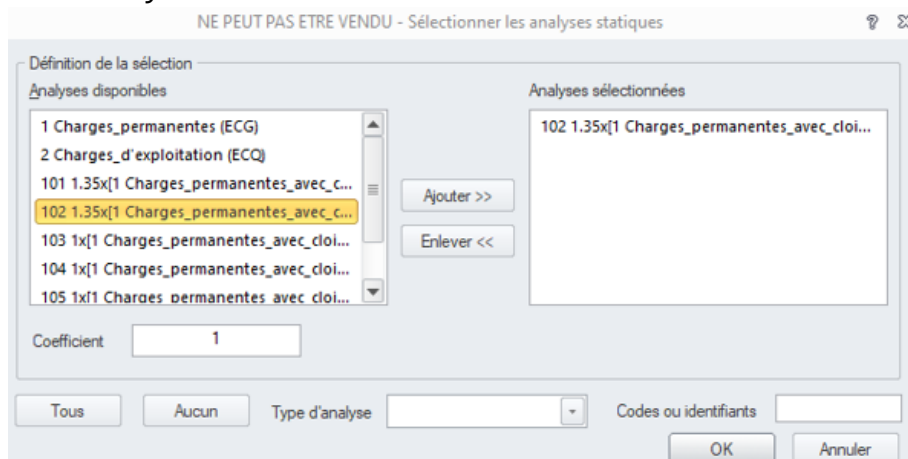 NE PEUT PAS ETRE VENDU - Sélectionner les analyses statiques
Définition de la sélection
Analyses disponibles
Analyses sélectionnées
1 Charges_permanentes (ECG)
2 Charges_d'exploitation (ECQ)
101 1.35x[1 Charges_permanentes_avec_c...
102 1.35x[1 Charges_permanentes_avec_c...
103 1x[1 Charges_permanentes_avec_cloi...
104 1x[1 Charges_permanentes_avec_cloi...
105 1x[1 Charges_permanentes_avec_cloi...
102 1.35x[1 Charges_permanentes_avec_cloi...
Ajouter >>
Enlever <<
Coefficient 1
Tous Aucun Type d'analyse Codes ou identifiants
OK Annuler